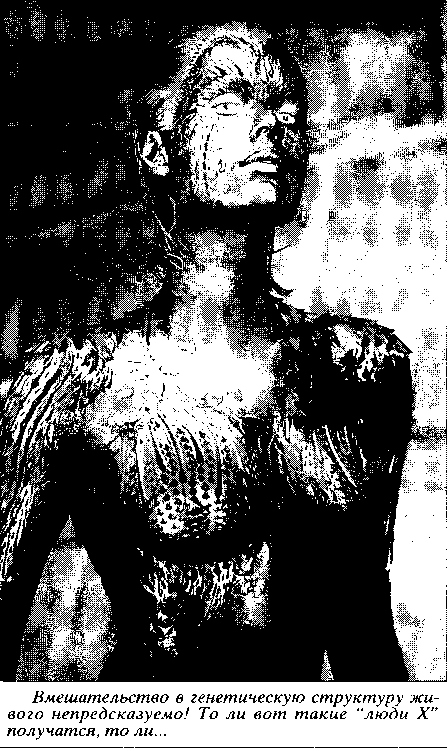 Вмешательство в генетическую структуру жи-
вого непредсказуемо! То ли вот такие "люди X"
получатся, то ли...